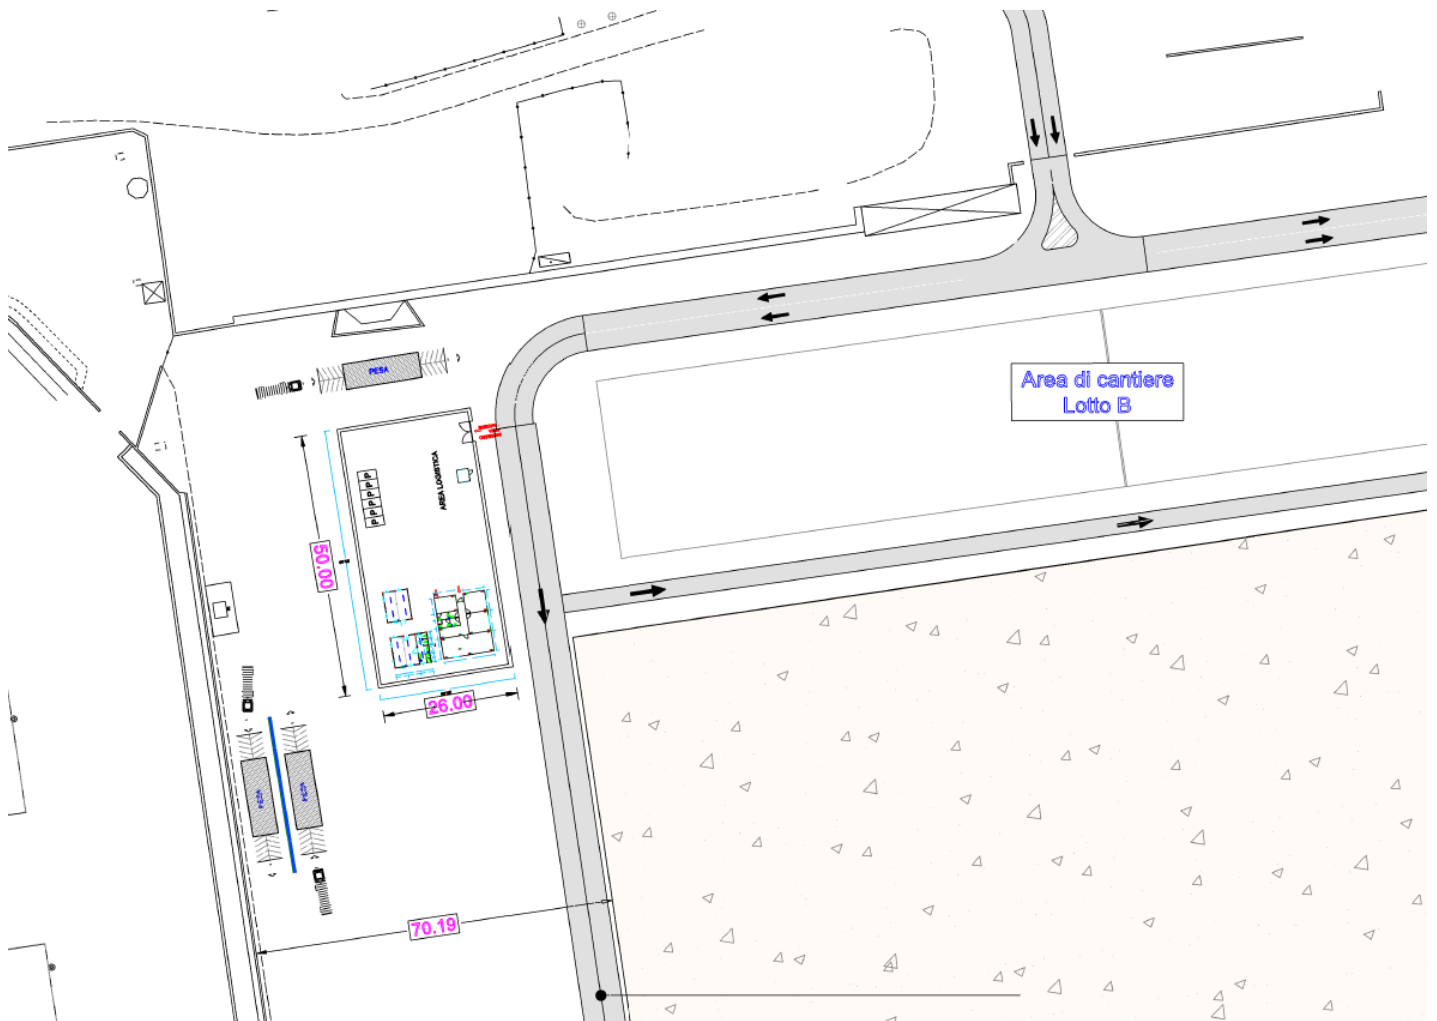 PESA
Area di cantiere
Lotto B
AREA LOGISTICA
P P P P P
50.00
26.00
PESA
PESA
70.19